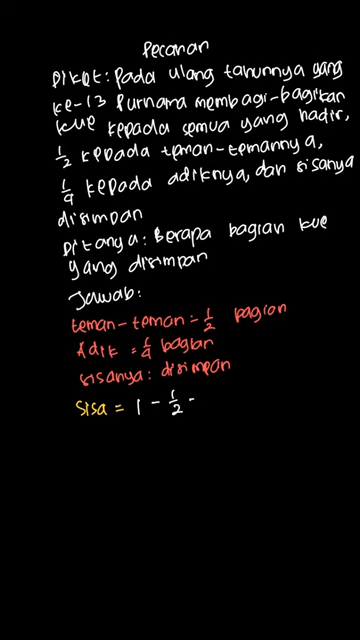 Pecahan
Diket: Pada ulang tahunnya yang
ke-13 Purnama membagi-bagikan
kue kepada semua yang hadir,
1/2 kepada teman-temannya,
1/4 kepada adiknya, dan sisanya
disimpan
Ditanya: Berapa bagian kue
yang disimpan
Jawab:
teman-teman = 1/2 bagian
Adik = 1/4 bagian
sisanya: disimpan
Sisa = 1 - 1/2 -